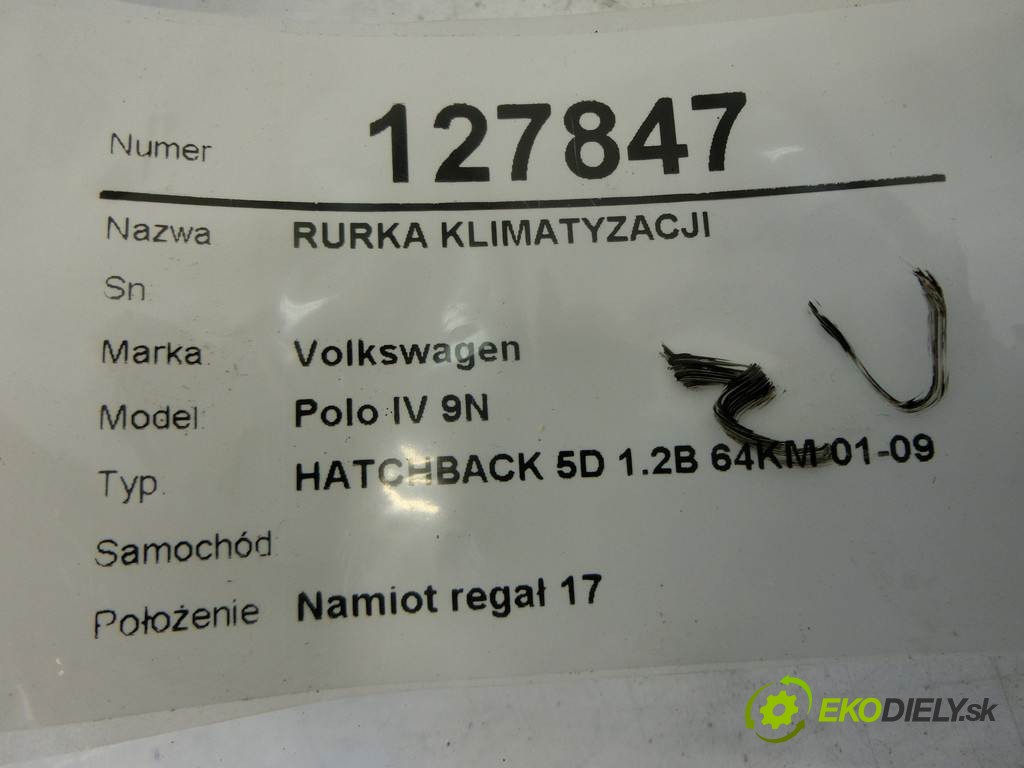 Numer 127847
Nazwa RURKA KLIMATYZACJI
Sn
Marka: Volkswagen
Model: Polo IV 9N
Typ. HATCHBACK 5D 1.2B 64KM 01-09
Samochód
Położenie Namiot regał 17
EKODIELY.sk